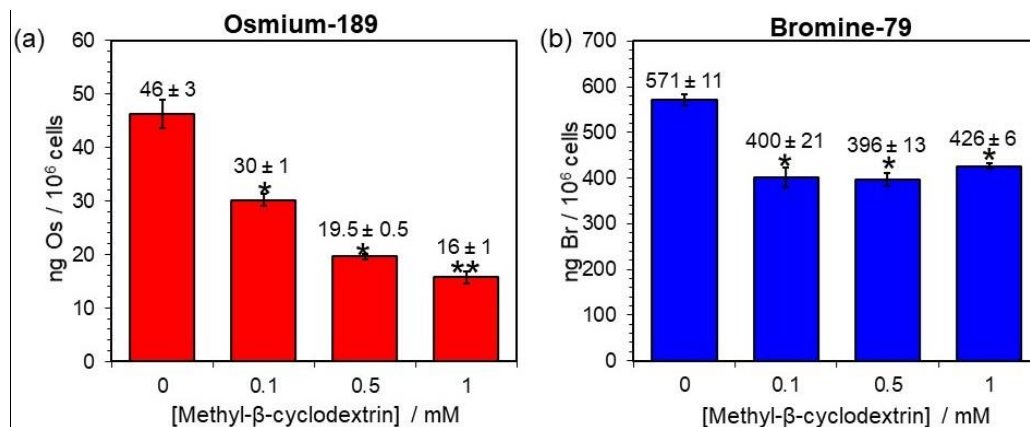 (a)
Osmium-189
60
50
40
30
20
10
0
ng Os / 10⁶ cells
46 ± 3
30 ± 1
*
19.5 ± 0.5
*
16 ± 1
**
0 0.1 0.5 1
[Methyl-β-cyclodextrin] / mM
(b)
Bromine-79
700
600
500
400
300
200
100
0
ng Br / 10⁶ cells
571 ± 11
400 ± 21
*
396 ± 13
*
426 ± 6
*
0 0.1 0.5 1
[Methyl-β-cyclodextrin] / mM